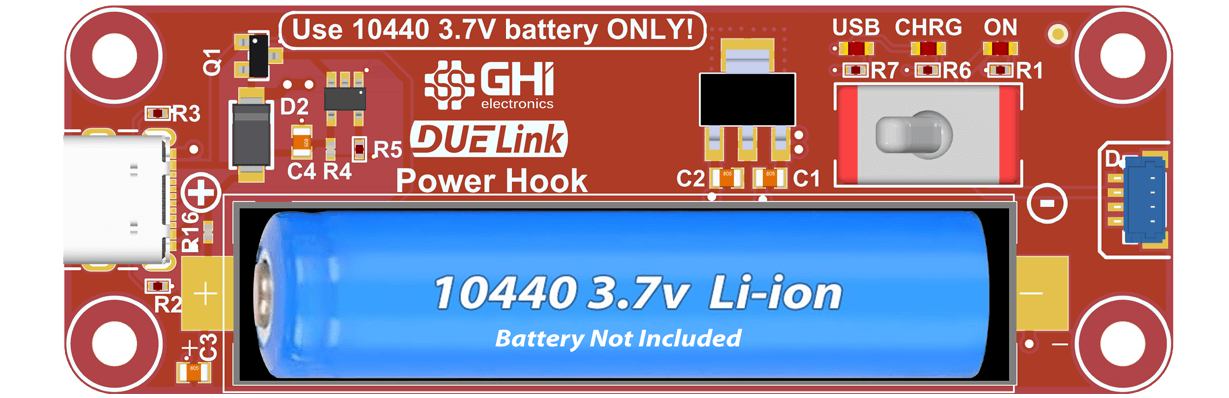 Use 10440 3.7V battery ONLY!
USB CHRG ON
Q1
R7 R6 R1
GHI
electronics
D2
R3
DUELink
R5
C4 R4
Power Hook
C2 C1
D
+
-
R16
10440 3.7v Li-ion
+
-
R2
Battery Not Included
+
C3
-